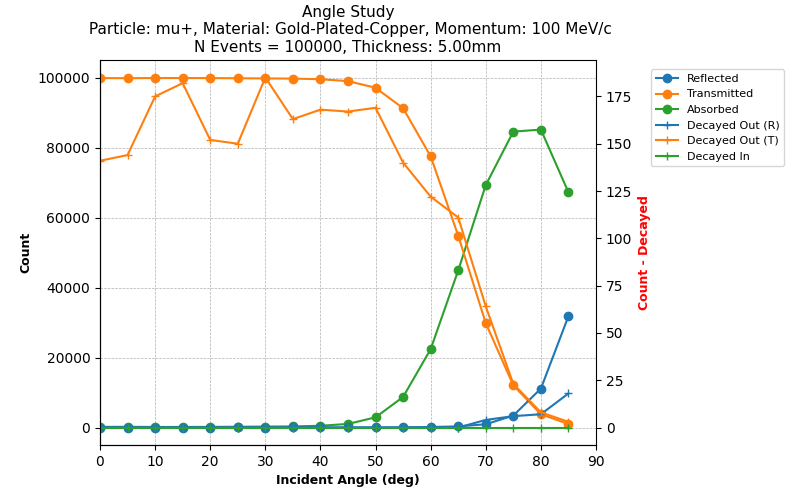 Angle Study
Particle: mu+, Material: Gold-Plated-Copper, Momentum: 100 MeV/c
N Events = 100000, Thickness: 5.00mm
100000
80000
60000
40000
20000
0
Count
0 10 20 30 40 50 60 70 80 90
Incident Angle (deg)
175
150
125
100
75
50
25
0
Count - Decayed
Reflected
Transmitted
Absorbed
Decayed Out (R)
Decayed Out (T)
Decayed In